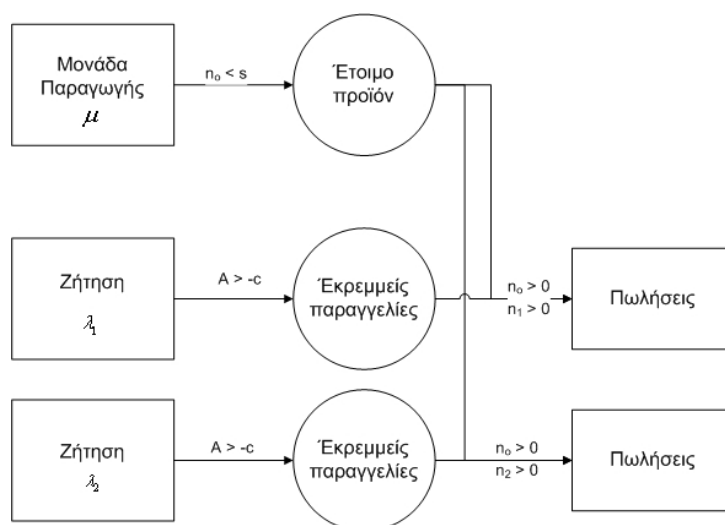 Μονάδα
Παραγωγής
μ
n₀ < s
Έτοιμο
προϊόν
Ζήτηση
λ₁
A > -c
Έκρεμμείς
παραγγελίες
n₀ > 0
n₁ > 0
Πωλήσεις
Ζήτηση
λ₂
A > -c
Έκρεμμείς
παραγγελίες
n₀ > 0
n₂ > 0
Πωλήσεις